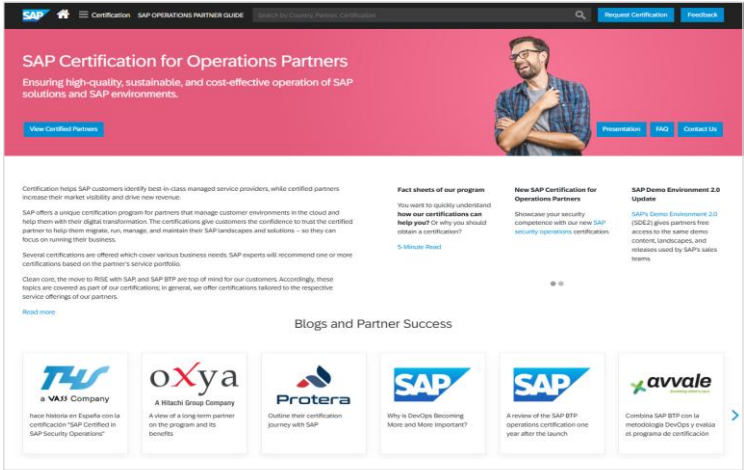 SAP Certification SAP OPERATIONS PARTNER GUIDE Search by Country, Partner, Certification Request Certification Feedback
SAP Certification for Operations Partners
Ensuring high-quality, sustainable, and cost-effective operation of SAP
solutions and SAP environments.
View Certified Partners Presentation FAQ Contact Us
Certification helps SAP customers identify best-in-class managed service providers, while certified partners
increase their market visibility and drive new revenue.
SAP offers a unique certification program for partners that manage customer environments in the cloud and
help them with their digital transformation. The certifications give customers the confidence to trust the certified
partner to help them migrate, run, manage, and maintain their SAP landscapes and solutions – so they can
focus on running their business.
Several certifications are offered which cover various business needs. SAP experts will recommend one or more
certifications based on the partner's service portfolio.
Clean core, the move to RISE with SAP, and SAP BTP are top of mind for our customers. Accordingly, these
topics are covered as part of our certifications; in general, we offer certifications tailored to the respective
service offerings of our partners.
Read more
Fact sheets of our program
You want to quickly understand
how our certifications can
help you? Or why you should
obtain a certification?
5-Minute Read
New SAP Certification for
Operations Partners
Showcase your security
competence with our new SAP
security operations certification
SAP Demo Environment 2.0
Update
SAP's Demo Environment 2.0
(SDE2) gives partners free
access to the same demo
content, landscapes, and
releases used by SAP's sales
teams.
Blogs and Partner Success
T4S
a VASS Company
hace historia en España con la
certificación "SAP Certified in
SAP Security Operations"
oXya
A Hitachi Group Company
A view of a long-term partner
on the program and its
benefits
Protera
Outline their certification
journey with SAP
SAP
Why is DevOps Becoming
More and More Important?
SAP
A review of the SAP BTP
operations certification one
year after the launch
avvale
Combina SAP BTP con la
metodología DevOps y evalúa
el programa de certificación